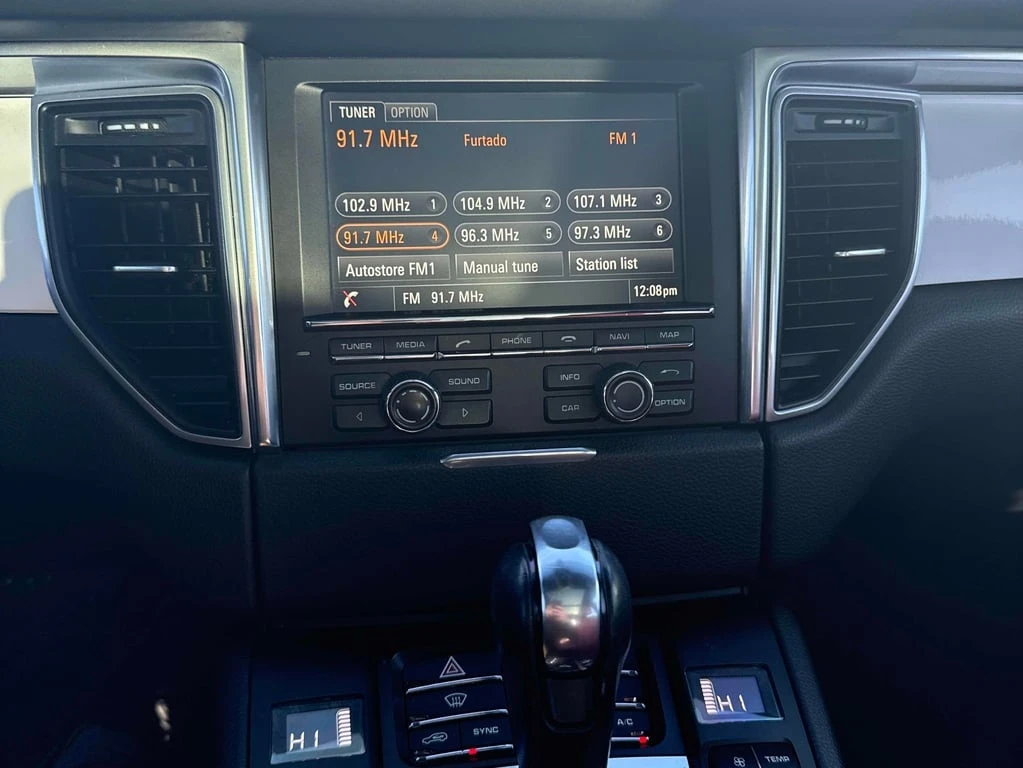 TUNER OPTION
91.7 MHz Furtado FM 1
102.9 MHz 1 104.9 MHz 2 107.1 MHz 3
91.7 MHz 4 96.3 MHz 5 97.3 MHz 6
Autostore FM1 Manual tune Station list
FM 91.7 MHz 12:08pm
TUNER MEDIA PHONE NAVI MAP
SOURCE SOUND INFO
CAR OPTION
HI SYNC A/C HI
TEMP